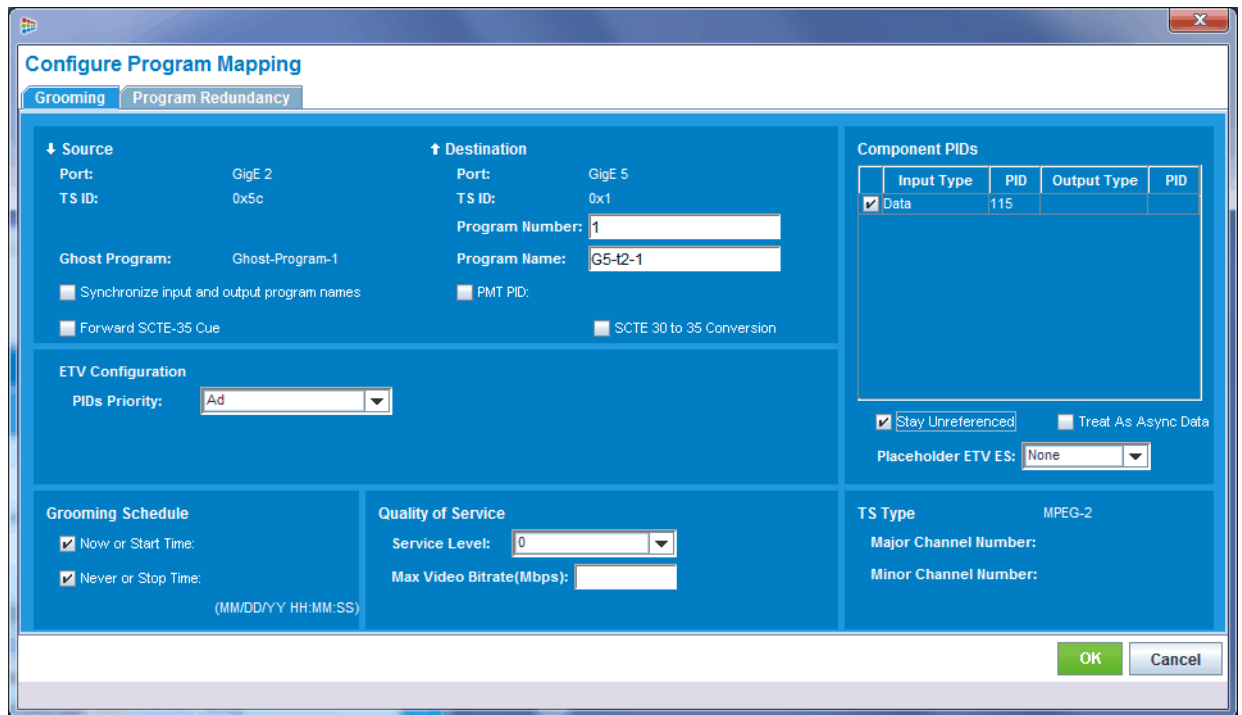 Configure Program Mapping
Grooming Program Redundancy
Source
Port: GigE 2
TS ID: 0x5c
Ghost Program: Ghost-Program-1
Synchronize input and output program names
Forward SCTE-35 Cue
Destination
Port: GigE 5
TS ID: 0x1
Program Number: 1
Program Name: G5-t2-1
PMT PID:
SCTE 30 to 35 Conversion
Component PIDs
Input Type PID Output Type PID
Data 115
Stay Unreferenced Treat As Async Data
Placeholder ETV ES: None
ETV Configuration
PIDs Priority: Ad
Grooming Schedule
Now or Start Time:
Never or Stop Time:
(MM/DD/YY HH:MM:SS)
Quality of Service
Service Level: 0
Max Video Bitrate(Mbps):
TS Type MPEG-2
Major Channel Number:
Minor Channel Number:
OK Cancel